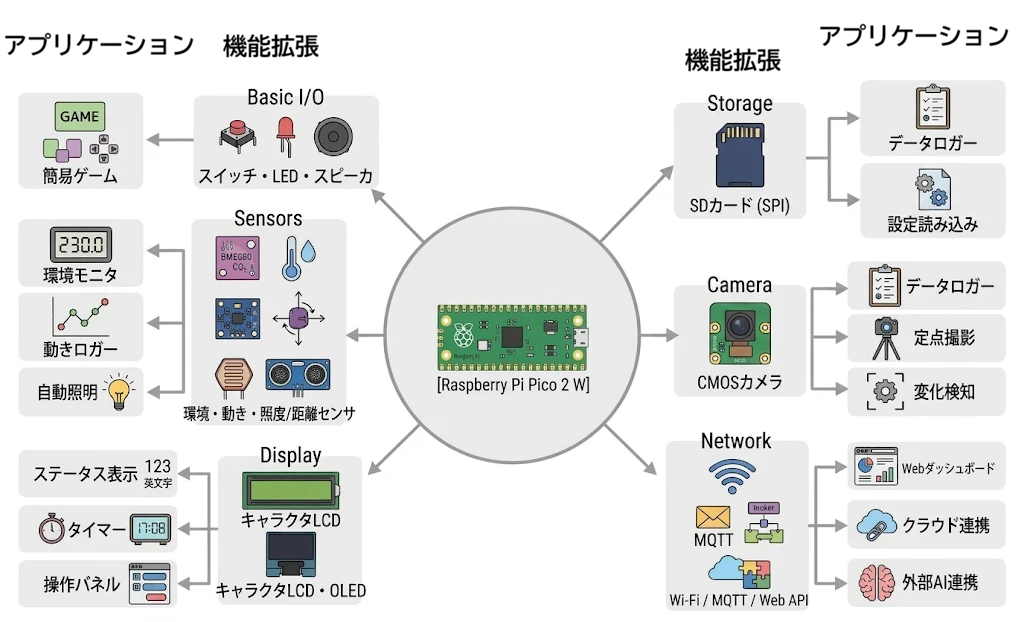 アプリケーション
機能拡張
GAME
簡易ゲーム
Basic I/O
スイッチ・LED・スピーカ
230.0
環境モニタ
動きロガー
自動照明
Sensors
BMEGBO
CO₂
環境・動き・照度/距離センサ
ステータス表示 123
英文字
タイマー 17:08
操作パネル
Display
キャラクタLCD
キャラクタLCD・OLED
Raspberry Pi
[Raspberry Pi Pico 2 W]
機能拡張
アプリケーション
Storage
SDカード (SPI)
データロガー
設定読み込み
Camera
CMOSカメラ
データロガー
定点撮影
変化検知
Network
Inoker
MQTT
Wi-Fi / MQTT / Web API
Webダッシュボード
クラウド連携
外部AI連携